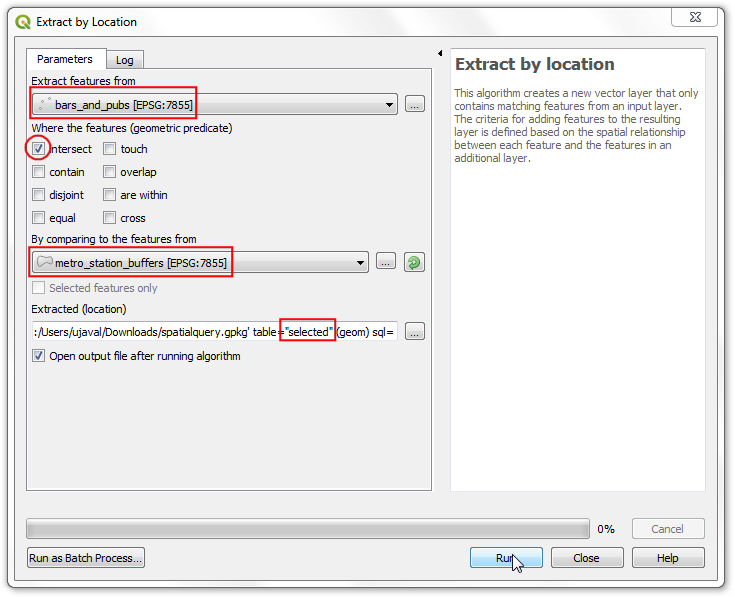 Extract by Location
Parameters
Log
Extract features from
bars_and_pubs [EPSG:7855]
...
Where the features (geometric predicate)
intersect
touch
contain
overlap
disjoint
are within
equal
cross
By comparing to the features from
metro_station_buffers [EPSG:7855]
...
Selected features only
Extracted (location)
:/Users/ujaval/Downloads/spatialquery.gpkg' table="selected" (geom) sql=
...
Open output file after running algorithm
Extract by location
This algorithm creates a new vector layer that only
contains matching features from an input layer.
The criteria for adding features to the resulting
layer is defined based on the spatial relationship
between each feature and the features in an
additional layer.
0%
Cancel
Run as Batch Process...
Run
Close
Help